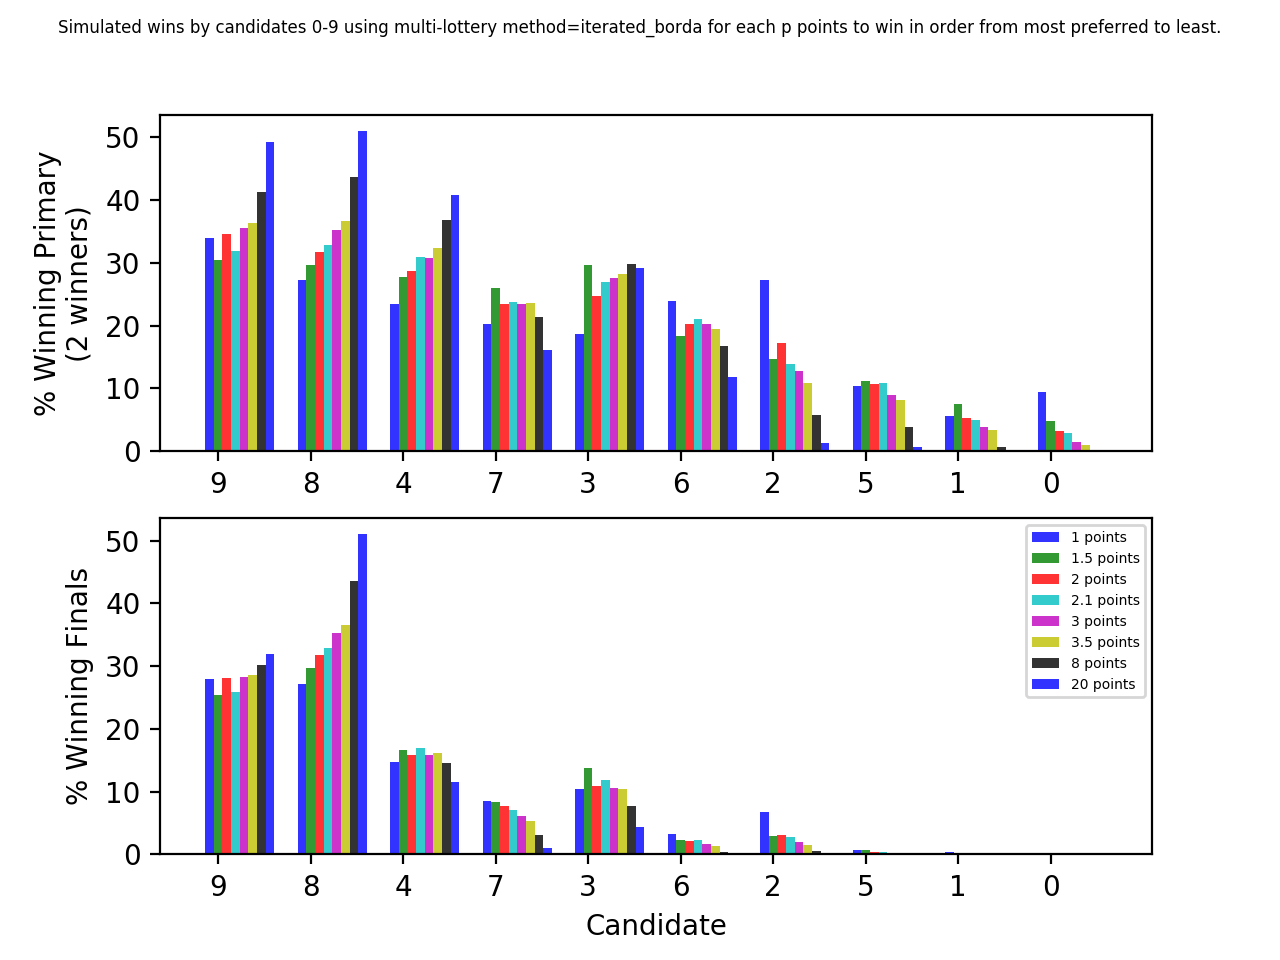 Simulated wins by candidates 0-9 using multi-lottery method=iterated_borda for each p points to win in order from most preferred to least.
% Winning Primary
(2 winners)
50
40
30
20
10
0
9 8 4 7 3 6 2 5 1 0
% Winning Finals
50
40
30
20
10
0
1 points
1.5 points
2 points
2.1 points
3 points
3.5 points
8 points
20 points
9 8 4 7 3 6 2 5 1 0
Candidate